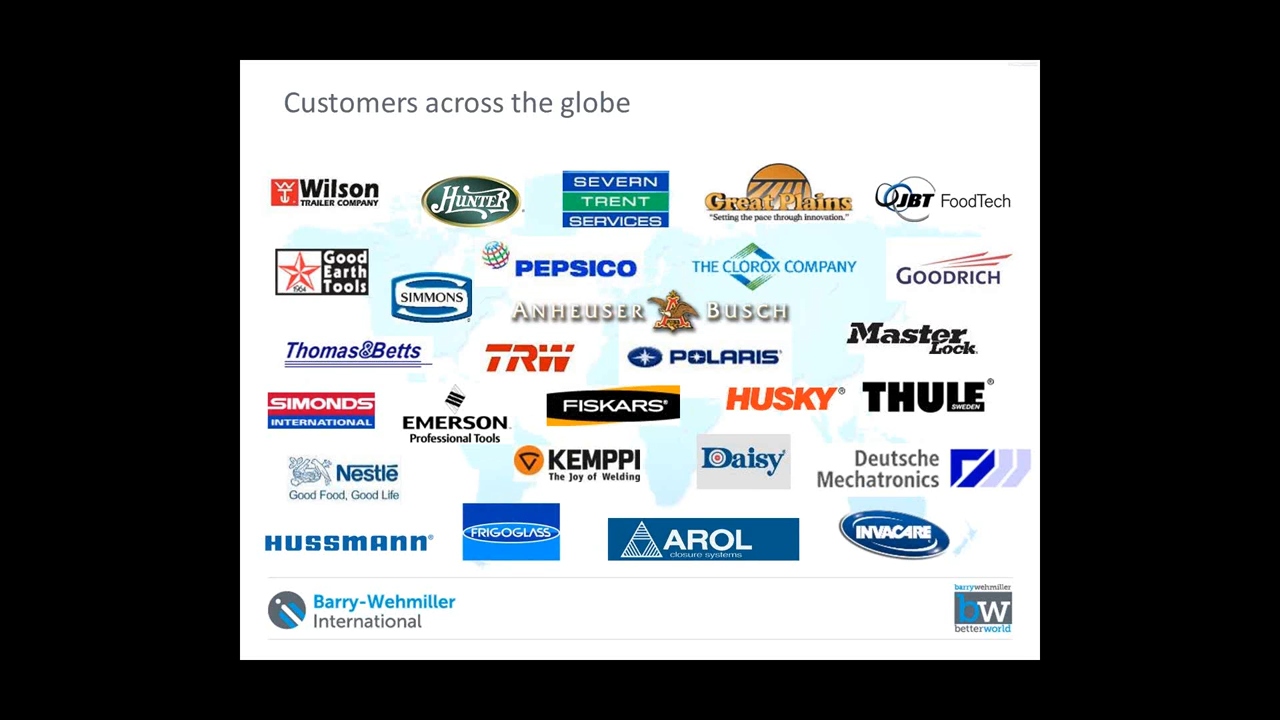 Customers across the globe
Wilson
TRAILER COMPANY
HUNTER
SEVERN
TRENT
SERVICES
Great Plains
"Setting the pace through innovation."
JBT FoodTech
Good
Earth
Tools
1904
SIMMONS
PEPSICO
THE CLOROX COMPANY
GOODRICH
ANHEUSER BUSCH
Master
Lock
Thomas&Betts
TRW
POLARIS
SIMONDS
INTERNATIONAL
EMERSON
Professional Tools
FISKARS®
HUSKY®
THULE®
SWEDEN
Nestlé
Good Food, Good Life
KEMPPI
The Joy of Welding
Daisy
Deutsche
Mechatronics
HUSSMANN®
FRIGOGLASS
AROL
closure systems
INVACARE
Barry-Wehmiller
International
barrywehmiller
bw
betterworld